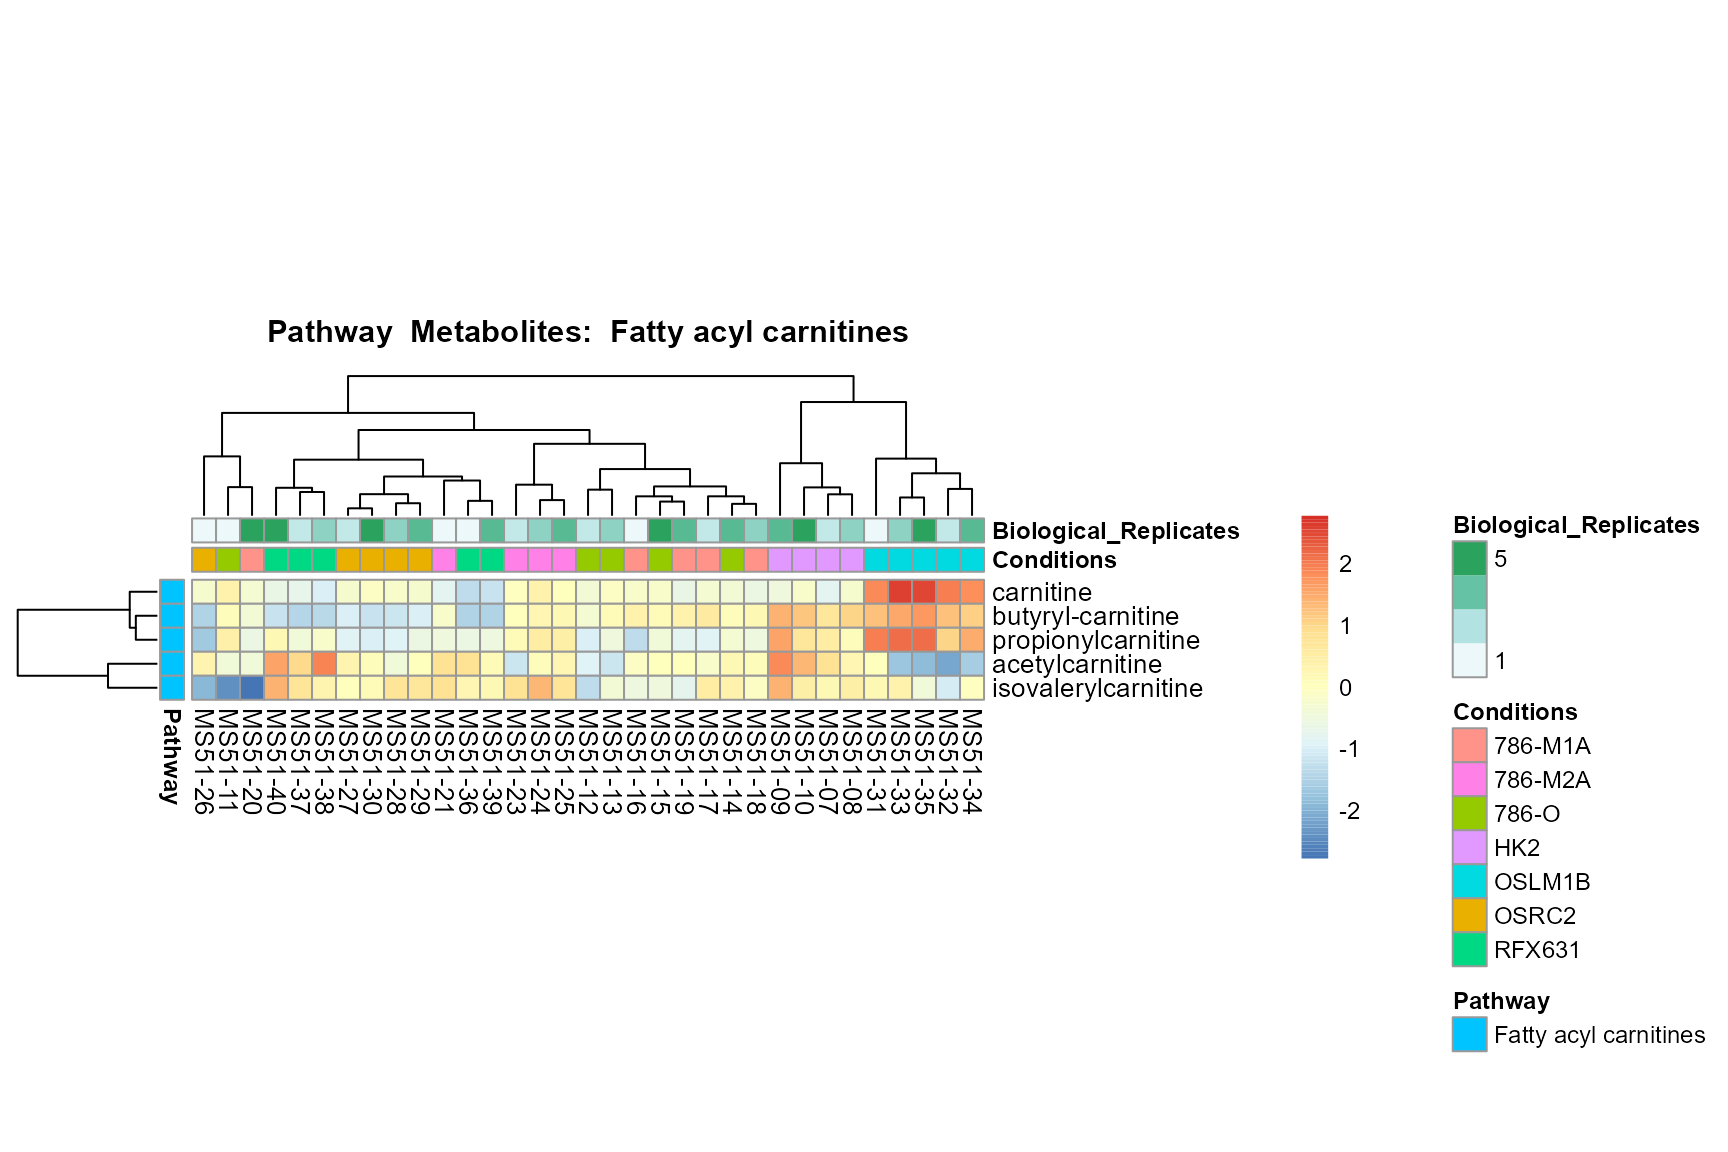 Pathway  Metabolites:  Fatty acyl carnitines
Biological_Replicates
Conditions
carnitine
butyryl-carnitine
propionylcarnitine
acetylcarnitine
isovalerylcarnitine
Pathway
MS51-26
MS51-11
MS51-20
MS51-40
MS51-37
MS51-38
MS51-27
MS51-30
MS51-28
MS51-29
MS51-21
MS51-36
MS51-39
MS51-23
MS51-24
MS51-25
MS51-12
MS51-13
MS51-16
MS51-15
MS51-19
MS51-17
MS51-14
MS51-18
MS51-09
MS51-10
MS51-07
MS51-08
MS51-31
MS51-33
MS51-35
MS51-32
MS51-34
2
1
0
-1
-2
Biological_Replicates
5
1
Conditions
786-M1A
786-M2A
786-O
HK2
OSLM1B
OSRC2
RFX631
Pathway
Fatty acyl carnitines